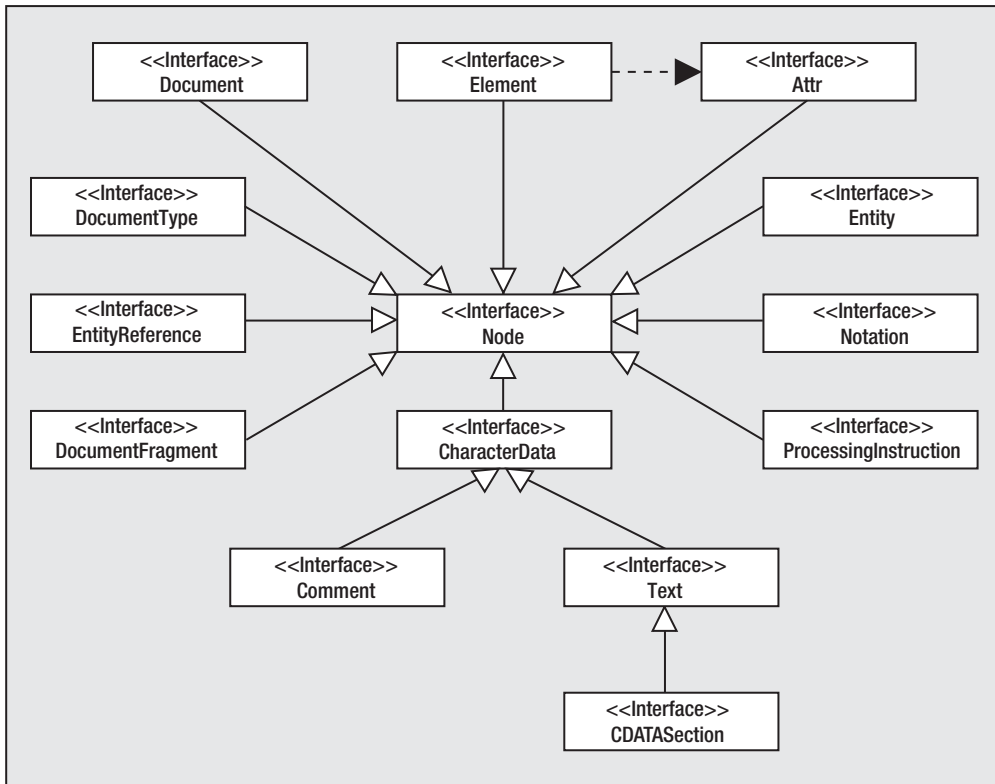 <<Interface>>
Document
<<Interface>>
Element
<<Interface>>
Attr
<<Interface>>
DocumentType
<<Interface>>
Entity
<<Interface>>
EntityReference
<<Interface>>
Node
<<Interface>>
Notation
<<Interface>>
DocumentFragment
<<Interface>>
CharacterData
<<Interface>>
ProcessingInstruction
<<Interface>>
Comment
<<Interface>>
Text
<<Interface>>
CDATASection